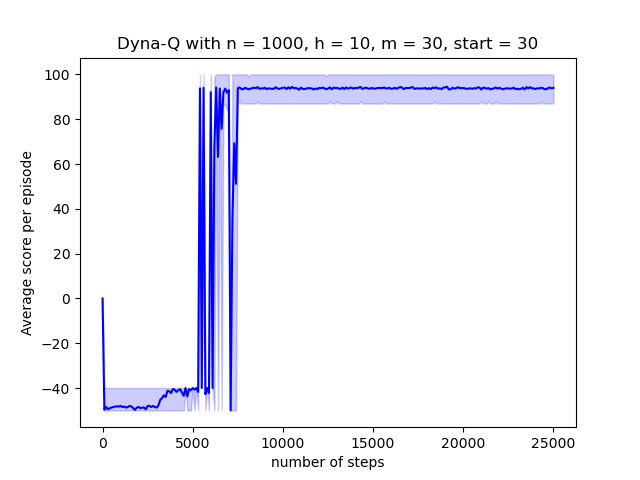 Dyna-Q with n = 1000, h = 10, m = 30, start = 30
100
80
60
40
20
0
−20
−40
Average score per episode
0 5000 10000 15000 20000 25000
number of steps